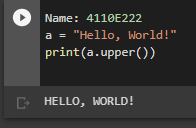 Name: 4110E222
a = "Hello, World!"
print(a.upper())
HELLO, WORLD!